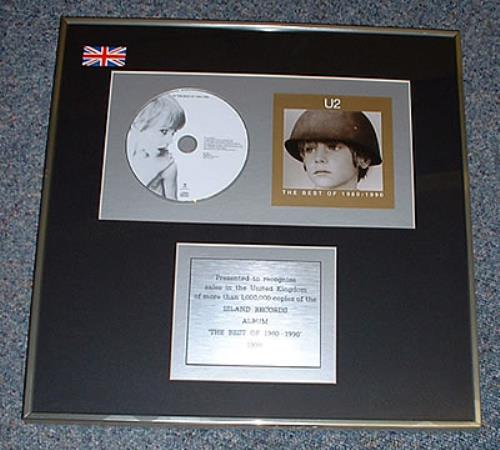 U2
THE BEST OF 1980-1990
Presented to recognise
sales in the United Kingdom
of more than 1,000,000 copies of the
ISLAND RECORDS
ALBUM
'THE BEST OF 1980-1990'
1998